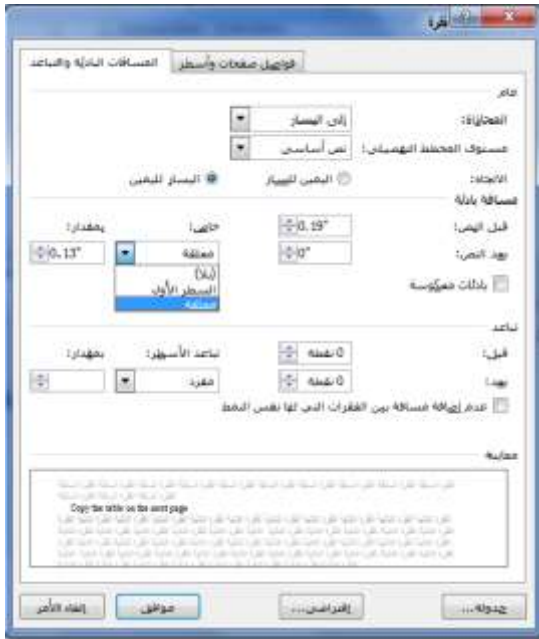 فقرة
المسافات البادئة والتباعد فواصل صفحات وأسطر
عام
المحاذاة: إلى اليسار
مستوى المخطط التفصيلي: نص أساسي
الاتجاه: اليمين لليسار اليسار لليمين
مسافة بادئة
قبل النص: 0.19" خاص: بمقدار:
بعد النص: 0" معلقة 0.13"
(بلا)
السطر الأول
معلقة
بادئات معكوسة
تباعد
قبل: 0 نقطة تباعد الأسطر: بمقدار:
بعد: 0 نقطة مفرد
عدم إضافة مسافة بين الفقرات التي لها نفس النمط
معاينة
Copy the table on the next page
جدولة... افتراضي... موافق إلغاء الأمر